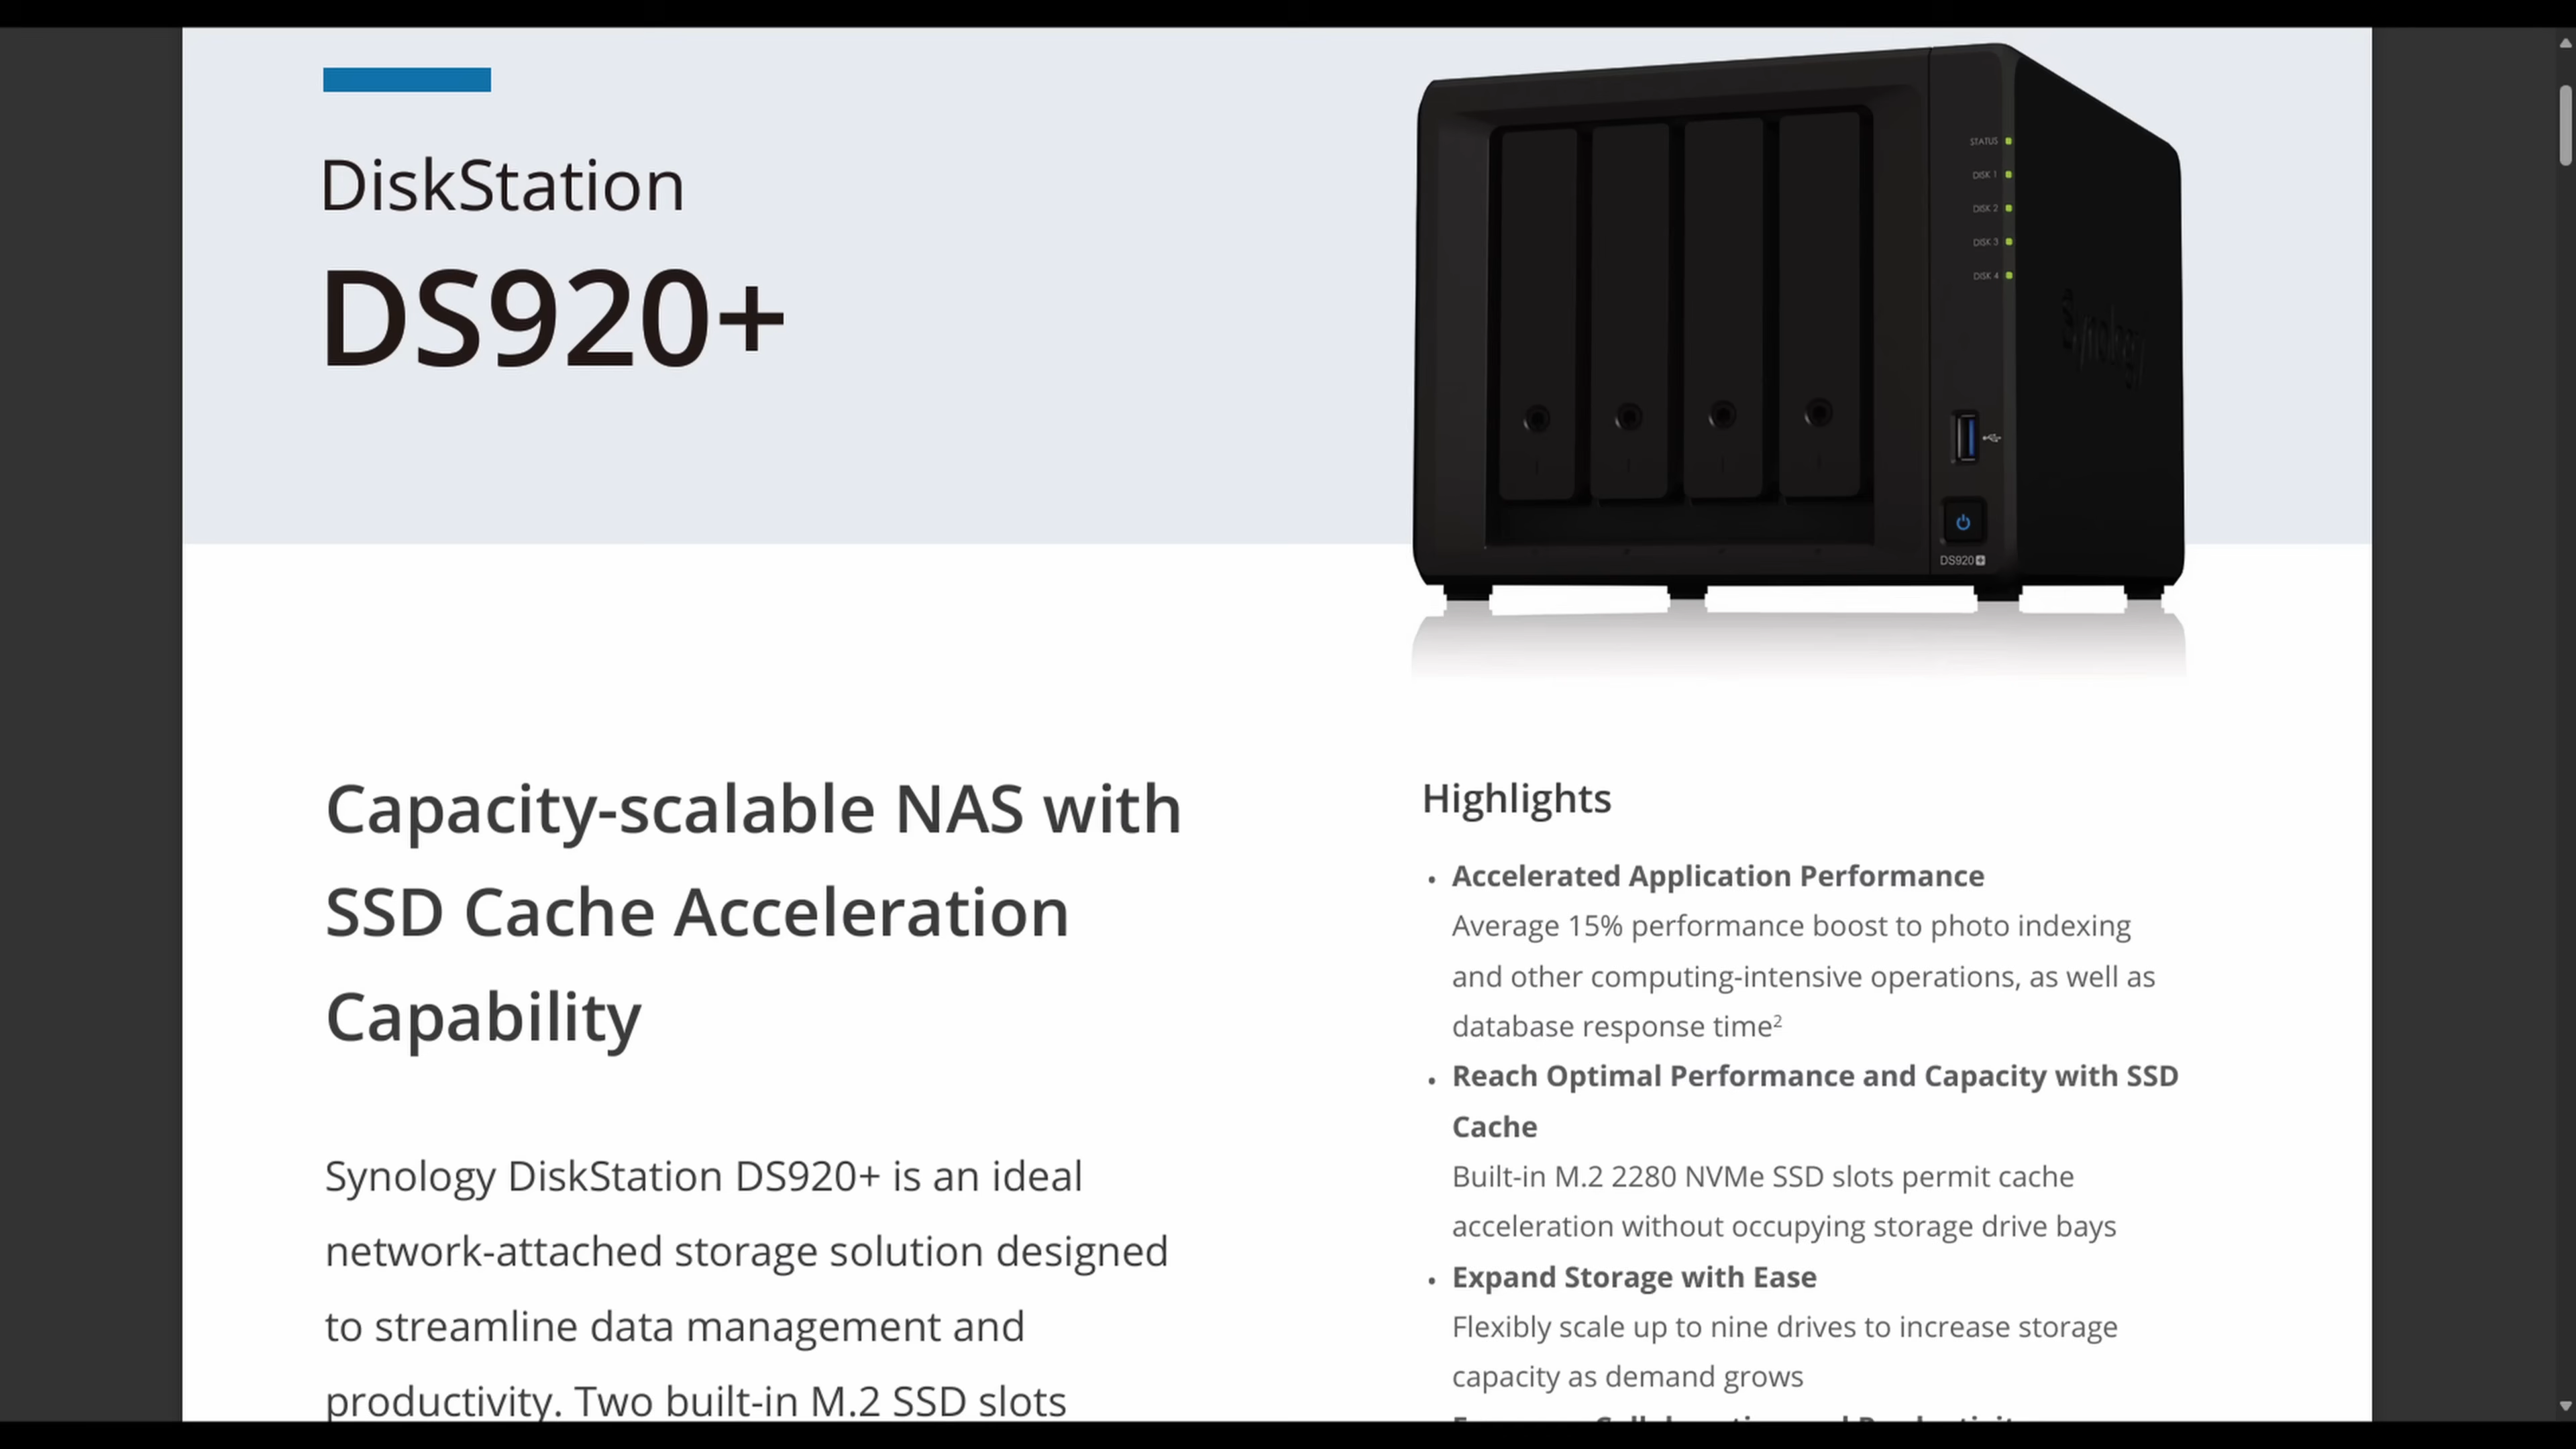 DiskStation
DS920+
STATUS
DISK 1
DISK 2
DISK 3
DISK 4
Synology
DS920+
Capacity-scalable NAS with
SSD Cache Acceleration
Capability
Synology DiskStation DS920+ is an ideal
network-attached storage solution designed
to streamline data management and
productivity. Two built-in M.2 SSD slots
Highlights
• Accelerated Application Performance
Average 15% performance boost to photo indexing
and other computing-intensive operations, as well as
database response time²
• Reach Optimal Performance and Capacity with SSD
Cache
Built-in M.2 2280 NVMe SSD slots permit cache
acceleration without occupying storage drive bays
• Expand Storage with Ease
Flexibly scale up to nine drives to increase storage
capacity as demand grows